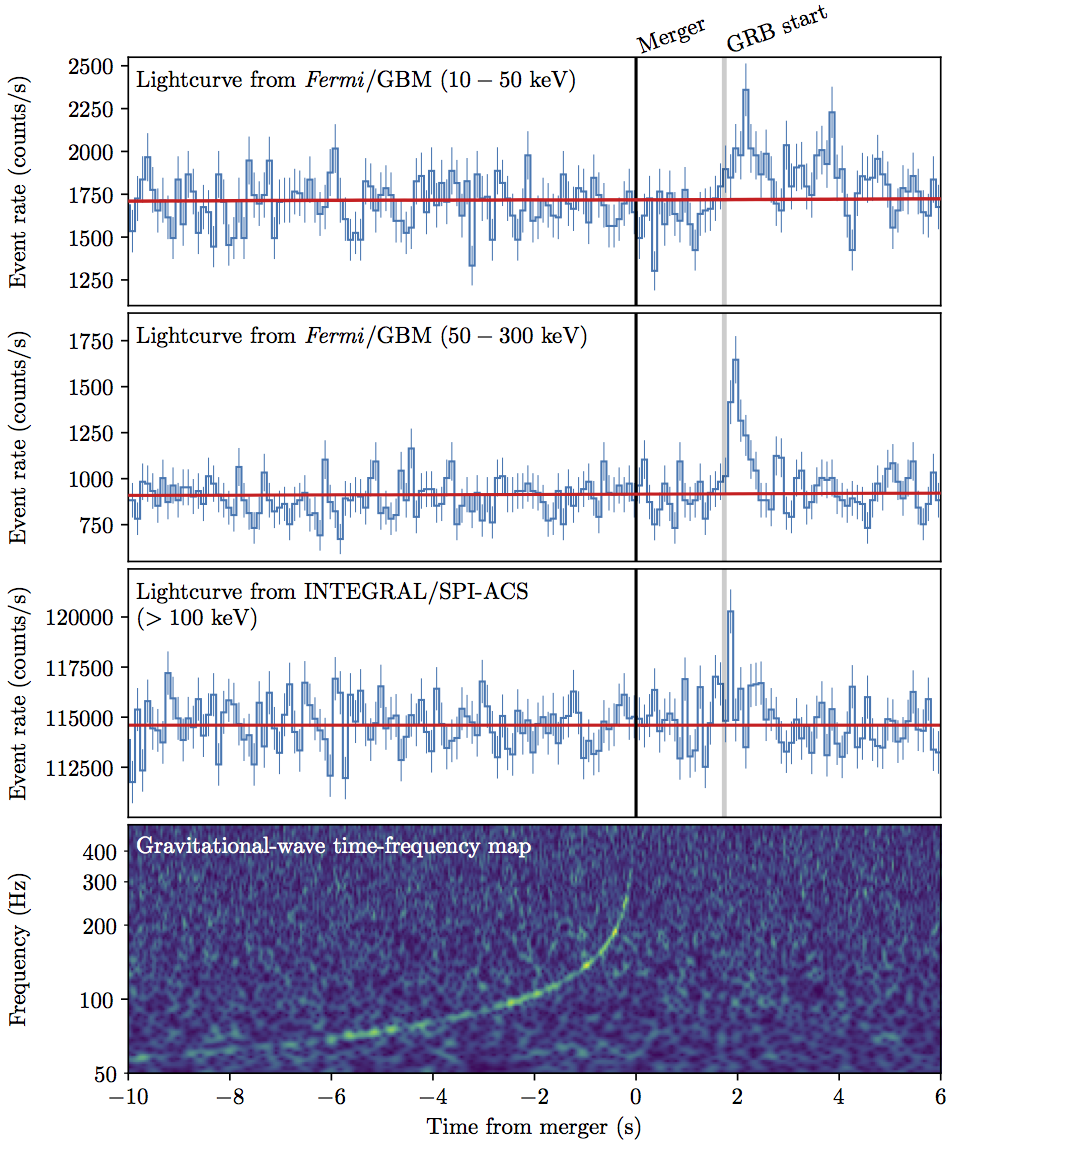 Merger
GRB start
Lightcurve from Fermi/GBM (10 – 50 keV)
Event rate (counts/s)
2500
2250
2000
1750
1500
1250
Lightcurve from Fermi/GBM (50 – 300 keV)
Event rate (counts/s)
1750
1500
1250
1000
750
Lightcurve from INTEGRAL/SPI-ACS
(> 100 keV)
Event rate (counts/s)
120000
117500
115000
112500
Gravitational-wave time-frequency map
Frequency (Hz)
400
300
200
100
50
−10 −8 −6 −4 −2 0 2 4 6
Time from merger (s)